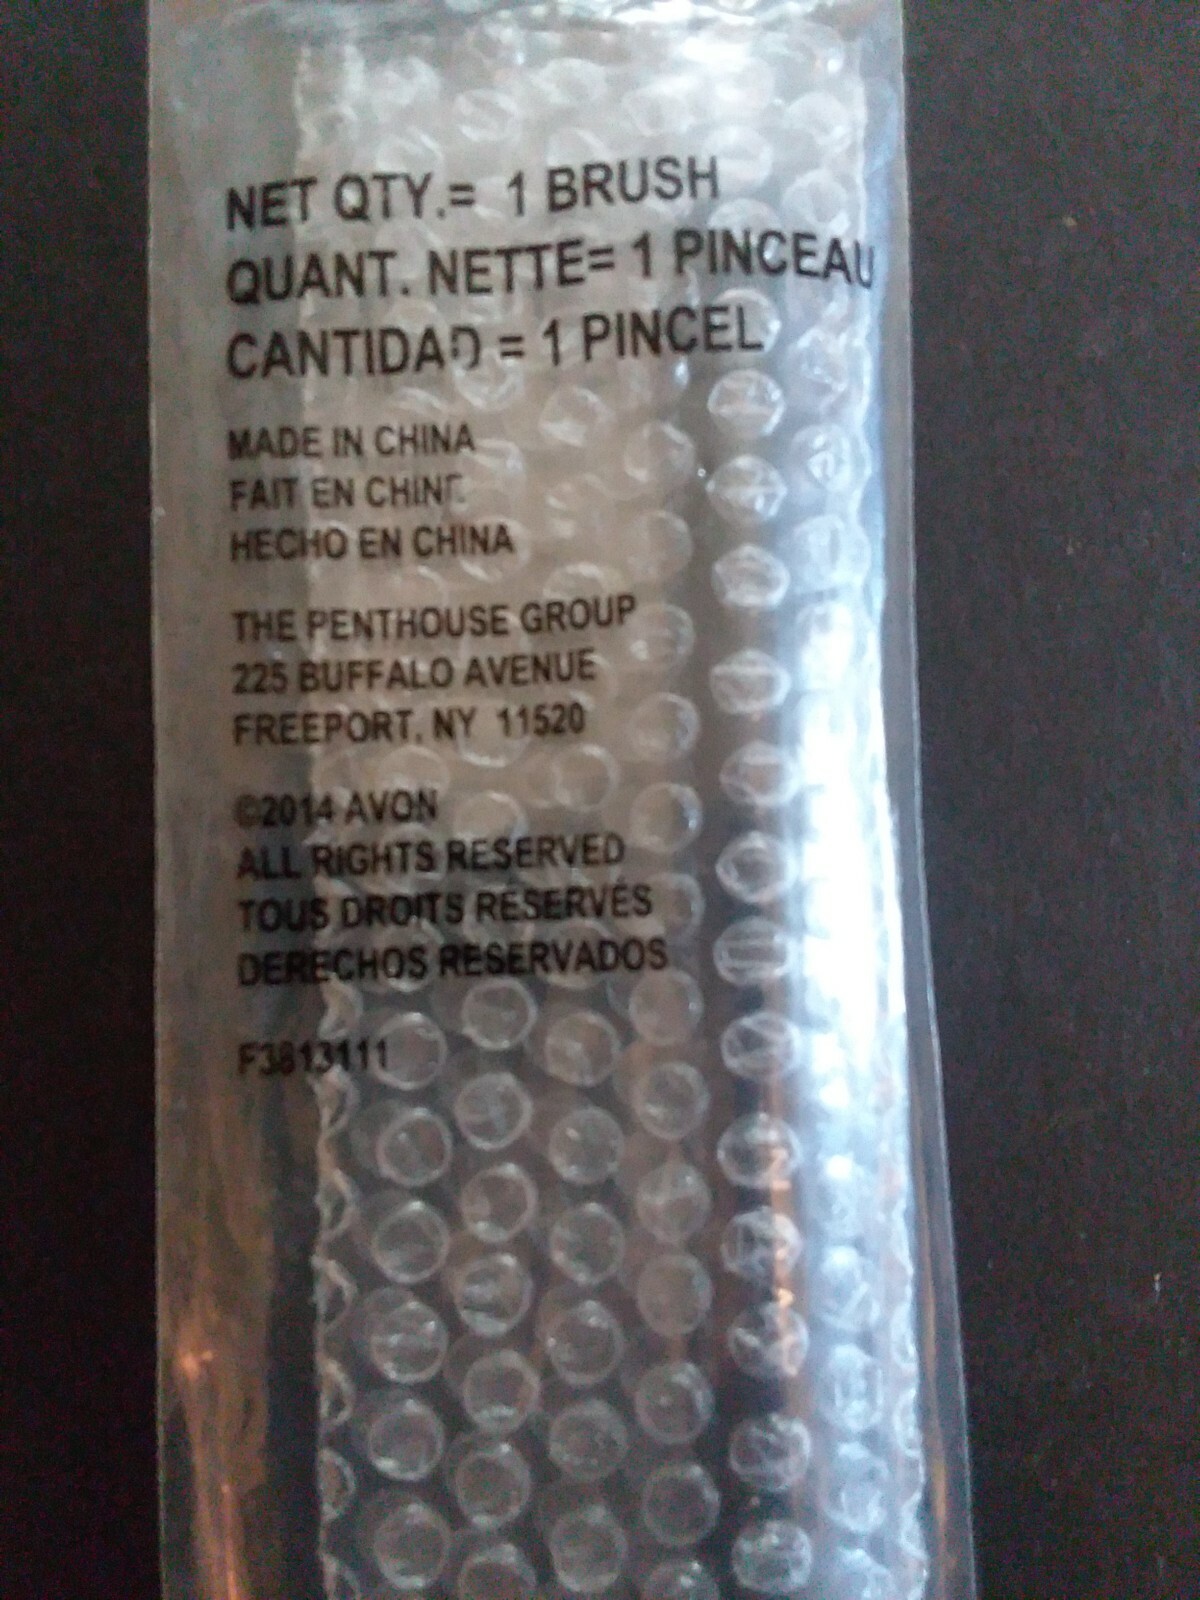 NET QTY.= 1 BRUSH
QUANT. NETTE= 1 PINCEAU
CANTIDAD = 1 PINCEL
MADE IN CHINA
FAIT EN CHINE
HECHO EN CHINA
THE PENTHOUSE GROUP
225 BUFFALO AVENUE
FREEPORT, NY 11520
©2014 AVON
ALL RIGHTS RESERVED
TOUS DROITS RÉSERVÉS
DERECHOS RESERVADOS
F3813111